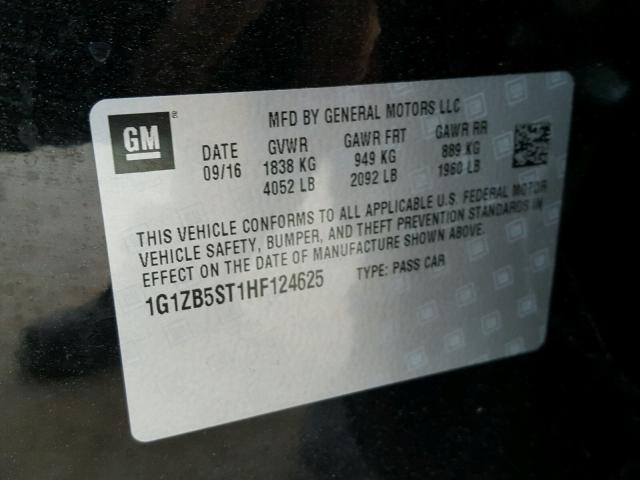 GM ®
MFD BY GENERAL MOTORS LLC
DATE GVWR GAWR FRT GAWR RR
09/16 1838 KG 949 KG 889 KG
4052 LB 2092 LB 1960 LB
THIS VEHICLE CONFORMS TO ALL APPLICABLE U.S. FEDERAL MOTOR
VEHICLE SAFETY, BUMPER, AND THEFT PREVENTION STANDARDS IN
EFFECT ON THE DATE OF MANUFACTURE SHOWN ABOVE.
1G1ZB5ST1HF124625 TYPE: PASS CAR